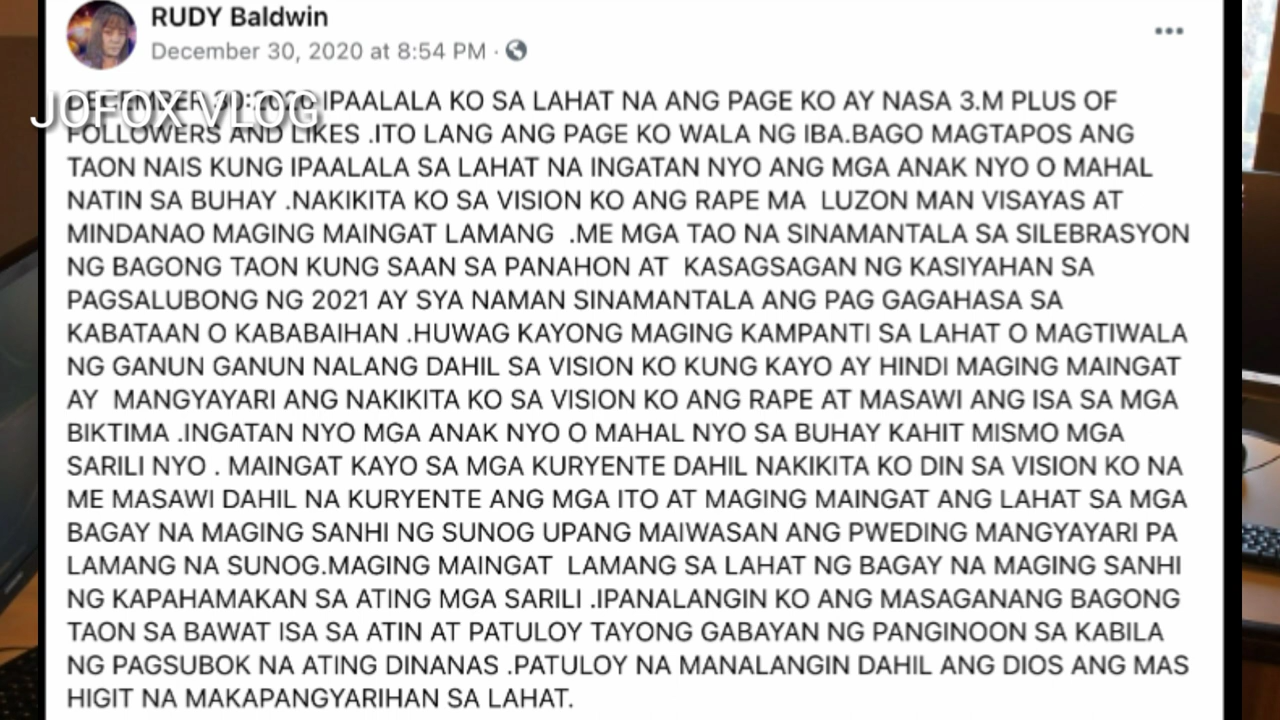 RUDY Baldwin
December 30, 2020 at 8:54 PM
JOFOX VLOG
IPAALALA KO SA LAHAT NA ANG PAGE KO AY NASA 3.M PLUS OF
FOLLOWERS AND LIKES .ITO LANG ANG PAGE KO WALA NG IBA.BAGO MAGTAPOS ANG
TAON NAIS KUNG IPAALALA SA LAHAT NA INGATAN NYO ANG MGA ANAK NYO O MAHAL
NATIN SA BUHAY .NAKIKITA KO SA VISION KO ANG RAPE MA LUZON MAN VISAYAS AT
MINDANAO MAGING MAINGAT LAMANG .ME MGA TAO NA SINAMANTALA SA SILEBRASYON
NG BAGONG TAON KUNG SAAN SA PANAHON AT KASAGSAGAN NG KASIYAHAN SA
PAGSALUBONG NG 2021 AY SYA NAMAN SINAMANTALA ANG PAG GAGAHASA SA
KABATAAN O KABABAIHAN .HUWAG KAYONG MAGING KAMPANTI SA LAHAT O MAGTIWALA
NG GANUN GANUN NALANG DAHIL SA VISION KO KUNG KAYO AY HINDI MAGING MAINGAT
AY MANGYAYARI ANG NAKIKITA KO SA VISION KO ANG RAPE AT MASAWI ANG ISA SA MGA
BIKTIMA .INGATAN NYO MGA ANAK NYO O MAHAL NYO SA BUHAY KAHIT MISMO MGA
SARILI NYO . MAINGAT KAYO SA MGA KURYENTE DAHIL NAKIKITA KO DIN SA VISION KO NA
ME MASAWI DAHIL NA KURYENTE ANG MGA ITO AT MAGING MAINGAT ANG LAHAT SA MGA
BAGAY NA MAGING SANHI NG SUNOG UPANG MAIWASAN ANG PWEDING MANGYAYARI PA
LAMANG NA SUNOG.MAGING MAINGAT LAMANG SA LAHAT NG BAGAY NA MAGING SANHI
NG KAPAHAMAKAN SA ATING MGA SARILI .IPANALANGIN KO ANG MASAGANANG BAGONG
TAON SA BAWAT ISA SA ATIN AT PATULOY TAYONG GABAYAN NG PANGINOON SA KABILA
NG PAGSUBOK NA ATING DINANAS .PATULOY NA MANALANGIN DAHIL ANG DIOS ANG MAS
HIGIT NA MAKAPANGYARIHAN SA LAHAT.